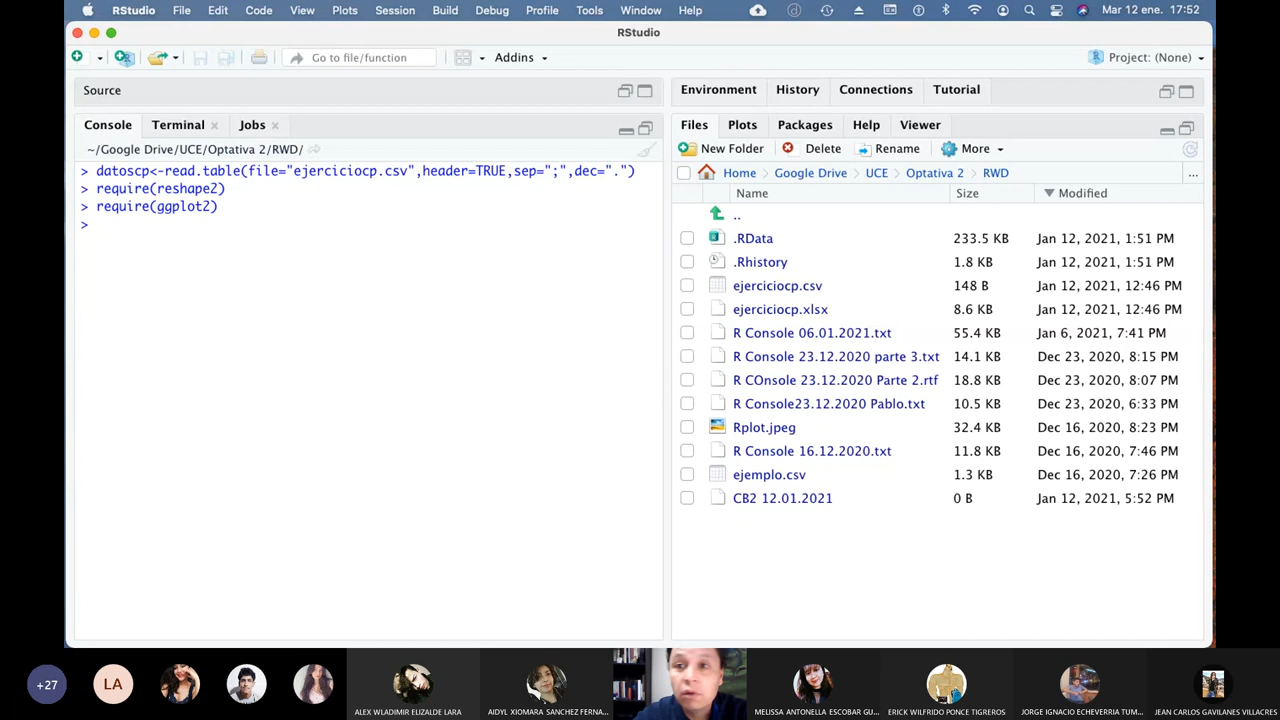 RStudio File Edit Code View Plots Session Build Debug Profile Tools Window Help Mar 12 ene. 17:52
RStudio
Go to file/function Addins Project: (None)
Source
Console Terminal Jobs
~/Google Drive/UCE/Optativa 2/RWD/
> datoscp<-read.table(file="ejerciciocp.csv",header=TRUE,sep=";",dec=".")
> require(reshape2)
> require(ggplot2)
>
Environment History Connections Tutorial
Files Plots Packages Help Viewer
New Folder Delete Rename More
Home Google Drive UCE Optativa 2 RWD ...
Name Size Modified
..
.RData 233.5 KB Jan 12, 2021, 1:51 PM
.Rhistory 1.8 KB Jan 12, 2021, 1:51 PM
ejerciciocp.csv 148 B Jan 12, 2021, 12:46 PM
ejerciciocp.xlsx 8.6 KB Jan 12, 2021, 12:46 PM
R Console 06.01.2021.txt 55.4 KB Jan 6, 2021, 7:41 PM
R Console 23.12.2020 parte 3.txt 14.1 KB Dec 23, 2020, 8:15 PM
R COnsole 23.12.2020 Parte 2.rtf 18.8 KB Dec 23, 2020, 8:07 PM
R Console23.12.2020 Pablo.txt 10.5 KB Dec 23, 2020, 6:33 PM
Rplot.jpeg 32.4 KB Dec 16, 2020, 8:23 PM
R Console 16.12.2020.txt 11.8 KB Dec 16, 2020, 7:46 PM
ejemplo.csv 1.3 KB Dec 16, 2020, 7:26 PM
CB2 12.01.2021 0 B Jan 12, 2021, 5:52 PM
+27 LA
ALEX WLADIMIR ELIZALDE LARA AIDYL XIOMARA SANCHEZ FERNA... MELISSA ANTONELLA ESCOBAR GU... ERICK WILFRIDO PONCE TIGREROS JORGE IGNACIO ECHEVERRIA TUM... JEAN CARLOS GAVILANES VILLACRES